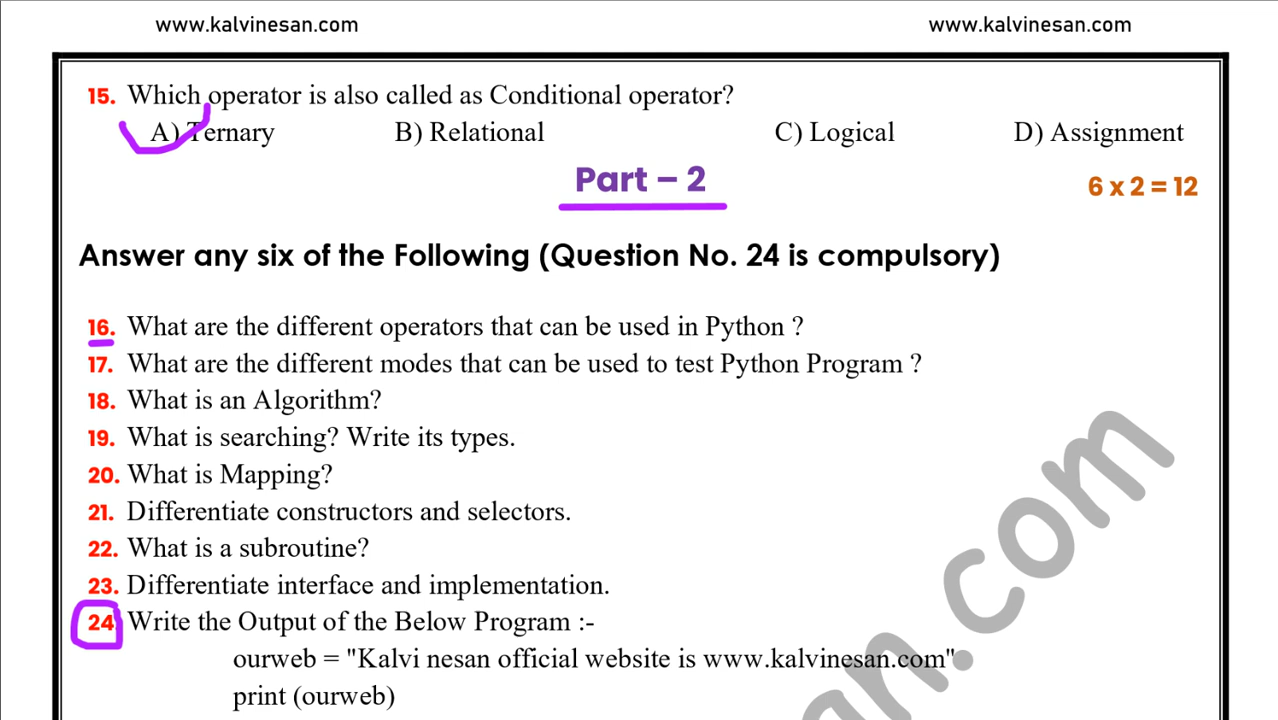 www.kalvinesan.com www.kalvinesan.com
15. Which operator is also called as Conditional operator?
A) Ternary B) Relational C) Logical D) Assignment
Part – 2
6 x 2 = 12
Answer any six of the Following (Question No. 24 is compulsory)
16. What are the different operators that can be used in Python ?
17. What are the different modes that can be used to test Python Program ?
18. What is an Algorithm?
19. What is searching? Write its types.
20. What is Mapping?
21. Differentiate constructors and selectors.
22. What is a subroutine?
23. Differentiate interface and implementation.
24. Write the Output of the Below Program :-
ourweb = "Kalvi nesan official website is www.kalvinesan.com"
print (ourweb)
an.com